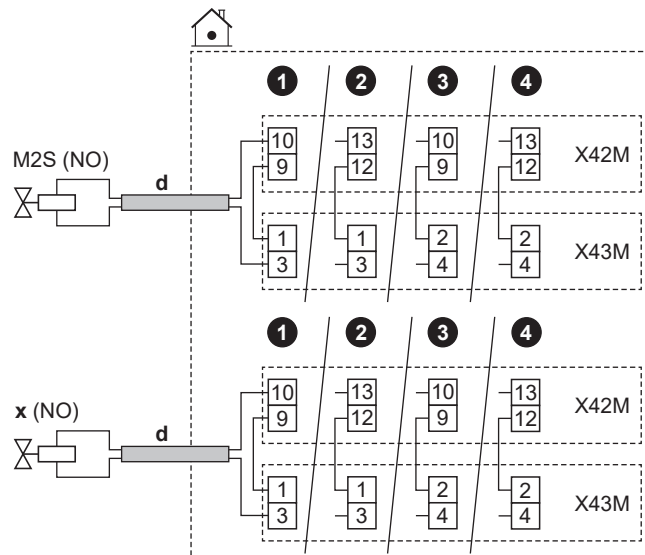 1 2 3 4
10 13 10 13
M2S (NO) 9 12 9 12 X42M
d
1 1 2 2 X43M
3 3 4 4
1 2 3 4
10 13 10 13
x (NO) 9 12 9 12 X42M
d
1 1 2 2 X43M
3 3 4 4